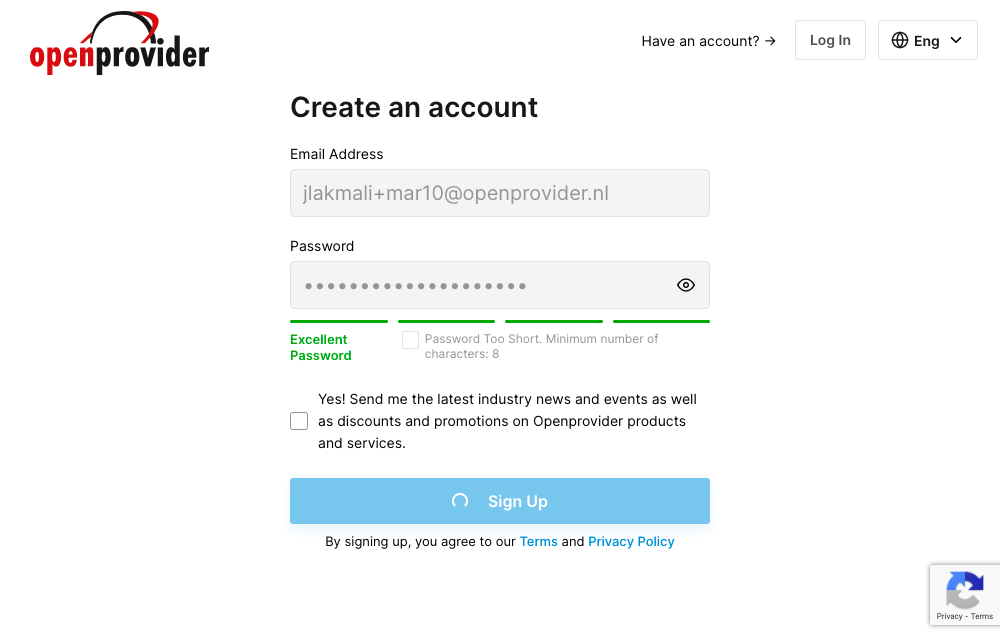 openprovider
Have an account? →
Log In
Eng
Create an account
Email Address
jlakmali+mar10@openprovider.nl
Password
Excellent
Password
Password Too Short. Minimum number of
characters: 8
Yes! Send me the latest industry news and events as well
as discounts and promotions on Openprovider products
and services.
Sign Up
By signing up, you agree to our Terms and Privacy Policy
Privacy - Terms